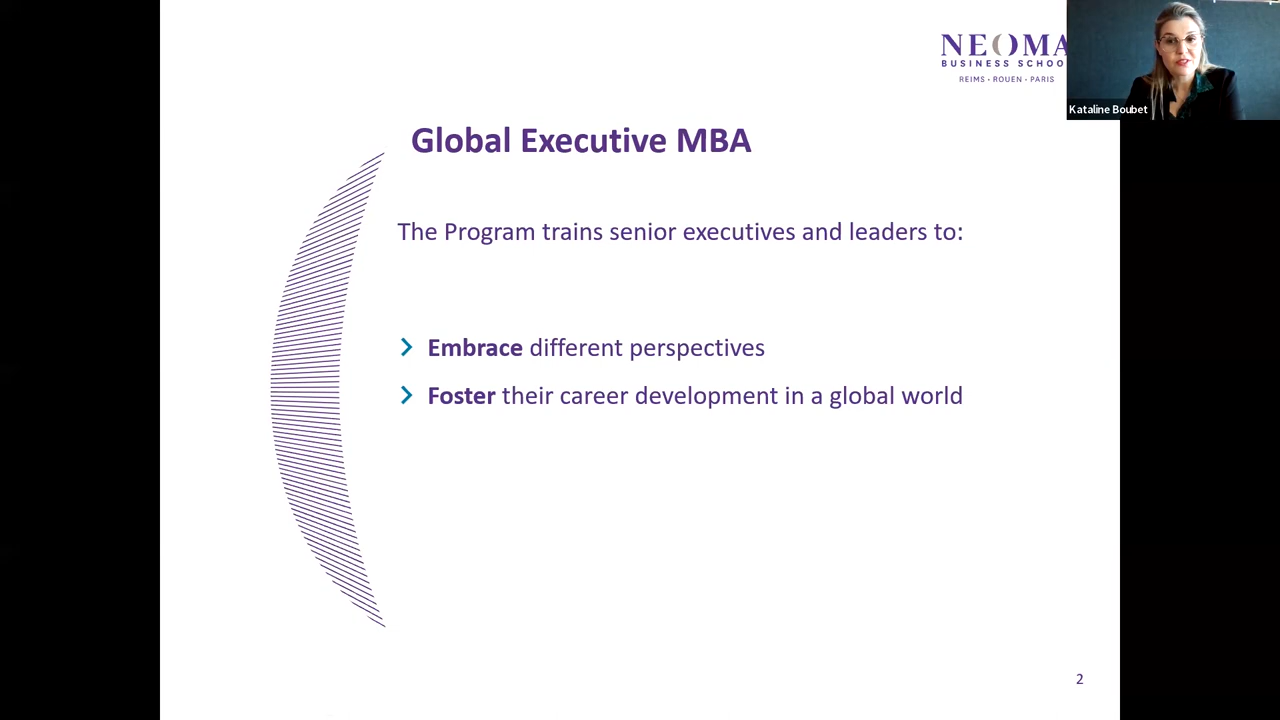 NEOMA
BUSINESS SCHOO
REIMS • ROUEN • PARIS
Kataline Boubet
Global Executive MBA
The Program trains senior executives and leaders to:
Embrace different perspectives
Foster their career development in a global world
2